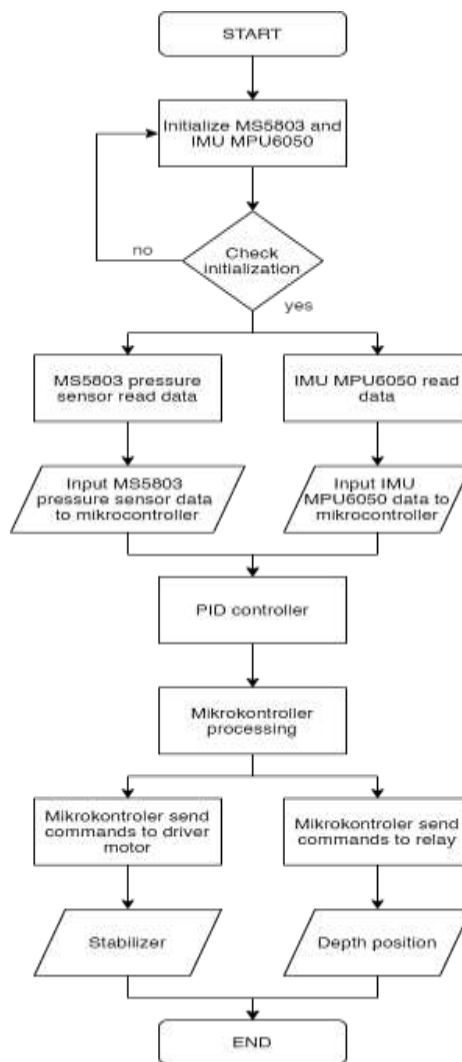 START
Initialize MS5803 and
IMU MPU6050
Check
initialization
no
yes
MS5803 pressure
sensor read data
IMU MPU6050 read
data
Input MS5803
pressure sensor data
to mikrocontroller
Input IMU
MPU6050 data to
mikrocontroller
PID controller
Mikrokontroller
processing
Mikrokontroler send
commands to driver
motor
Mikrokontroler send
commands to relay
Stabilizer
Depth position
END